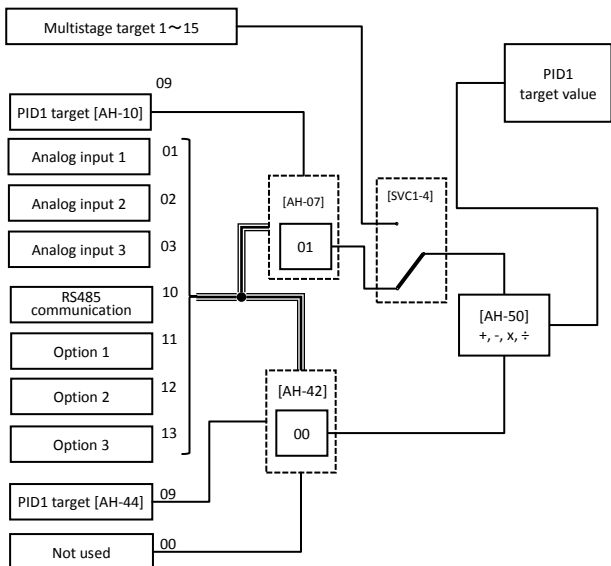 Multistage target 1～15
PID1
target value
09
PID1 target [AH-10]
Analog input 1
01
Analog input 2
02
Analog input 3
03
[AH-07]
01
[SVC1-4]
RS485
communication
10
[AH-50]
+, -, x, ÷
Option 1
11
Option 2
12
Option 3
13
[AH-42]
00
PID1 target [AH-44]
09
Not used
00